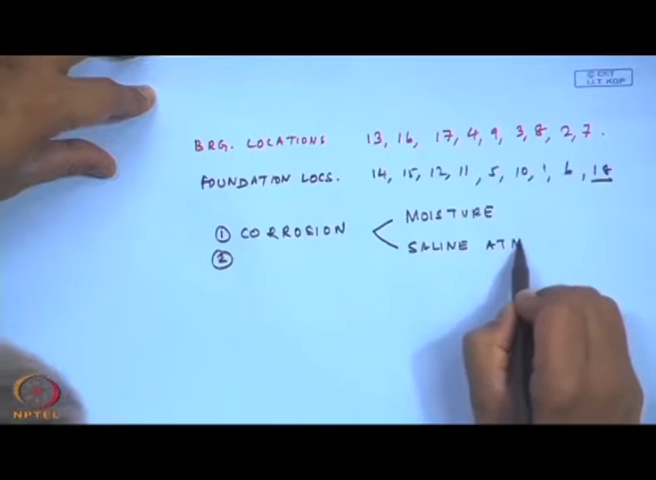 © CET
I.I.T. KGP
BRG. LOCATIONS 13, 16, 17, 4, 9, 3, 8, 2, 7.
FOUNDATION LOCS. 14, 15, 12, 11, 5, 10, 1, 6, 18
① CORROSION < MOISTURE
SALINE ATM
②
NPTEL